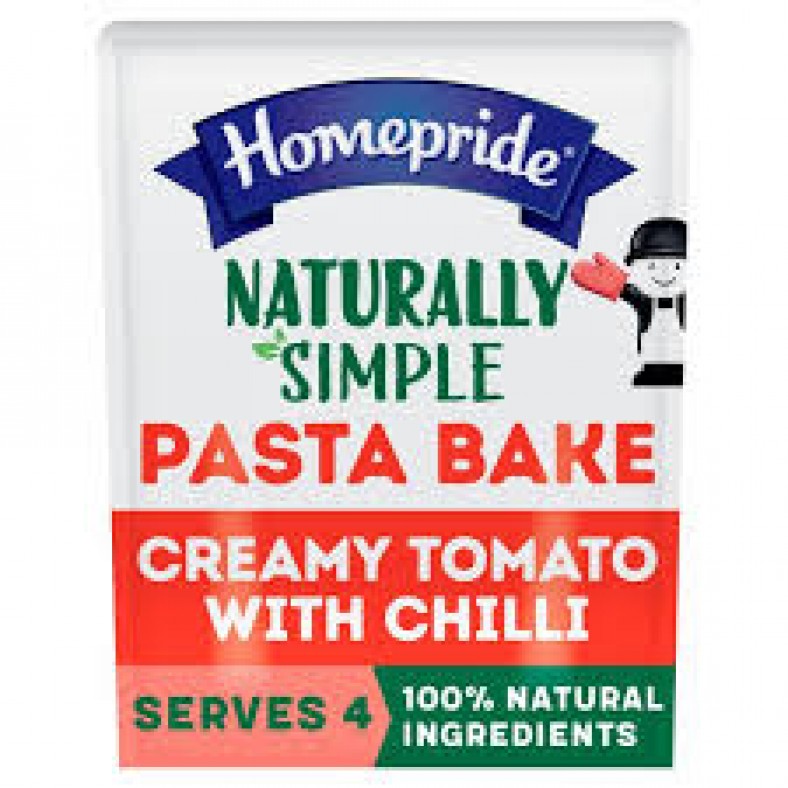 Homepride®
NATURALLY
SIMPLE
PASTA BAKE
CREAMY TOMATO
WITH CHILLI
SERVES 4
100% NATURAL
INGREDIENTS